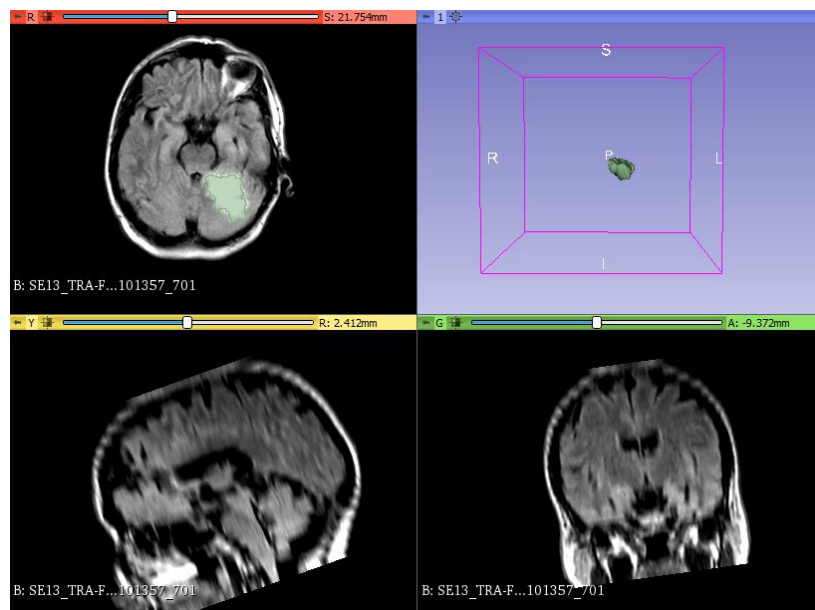 R S: 21.754mm
1
B: SE13_TRA-F...101357_701
S
R P L
I
Y R: 2.412mm
G A: -9.372mm
B: SE13_TRA-F...101357_701
B: SE13_TRA-F...101357_701